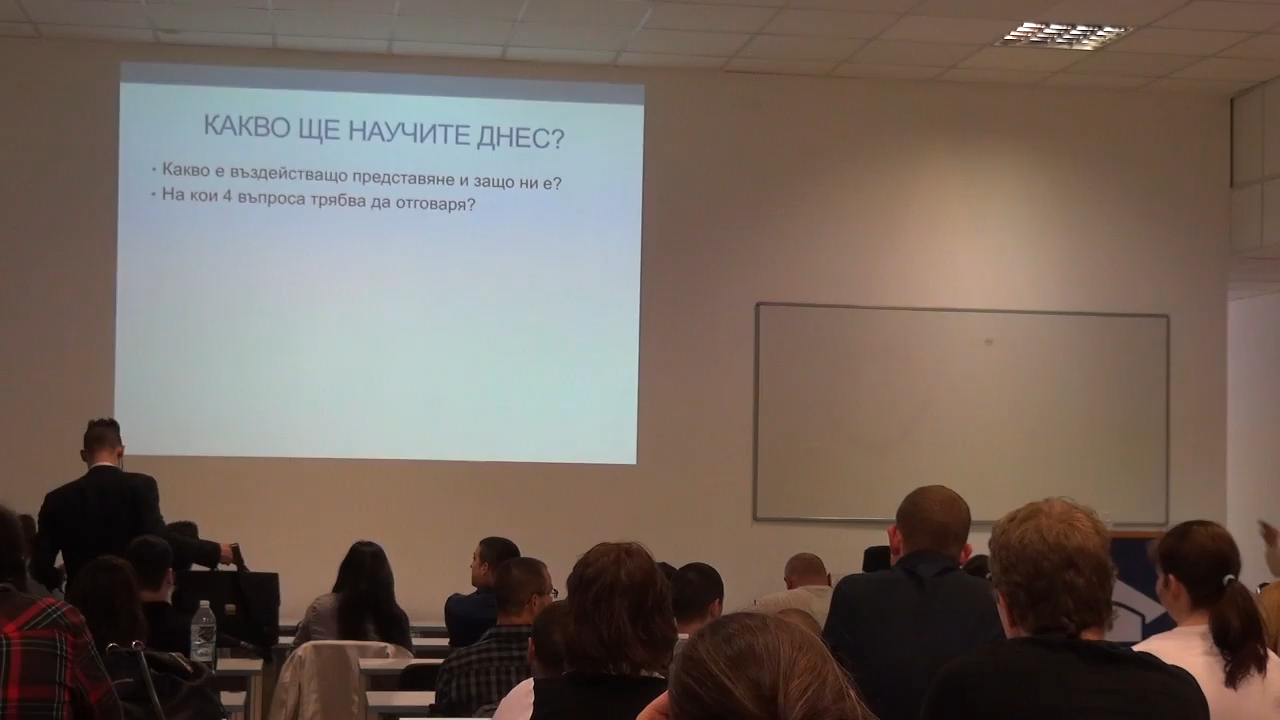 КАКВО ЩЕ НАУЧИТЕ ДНЕС?
• Какво е въздействащо представяне и защо ни е?
• На кои 4 въпроса трябва да отговаря?